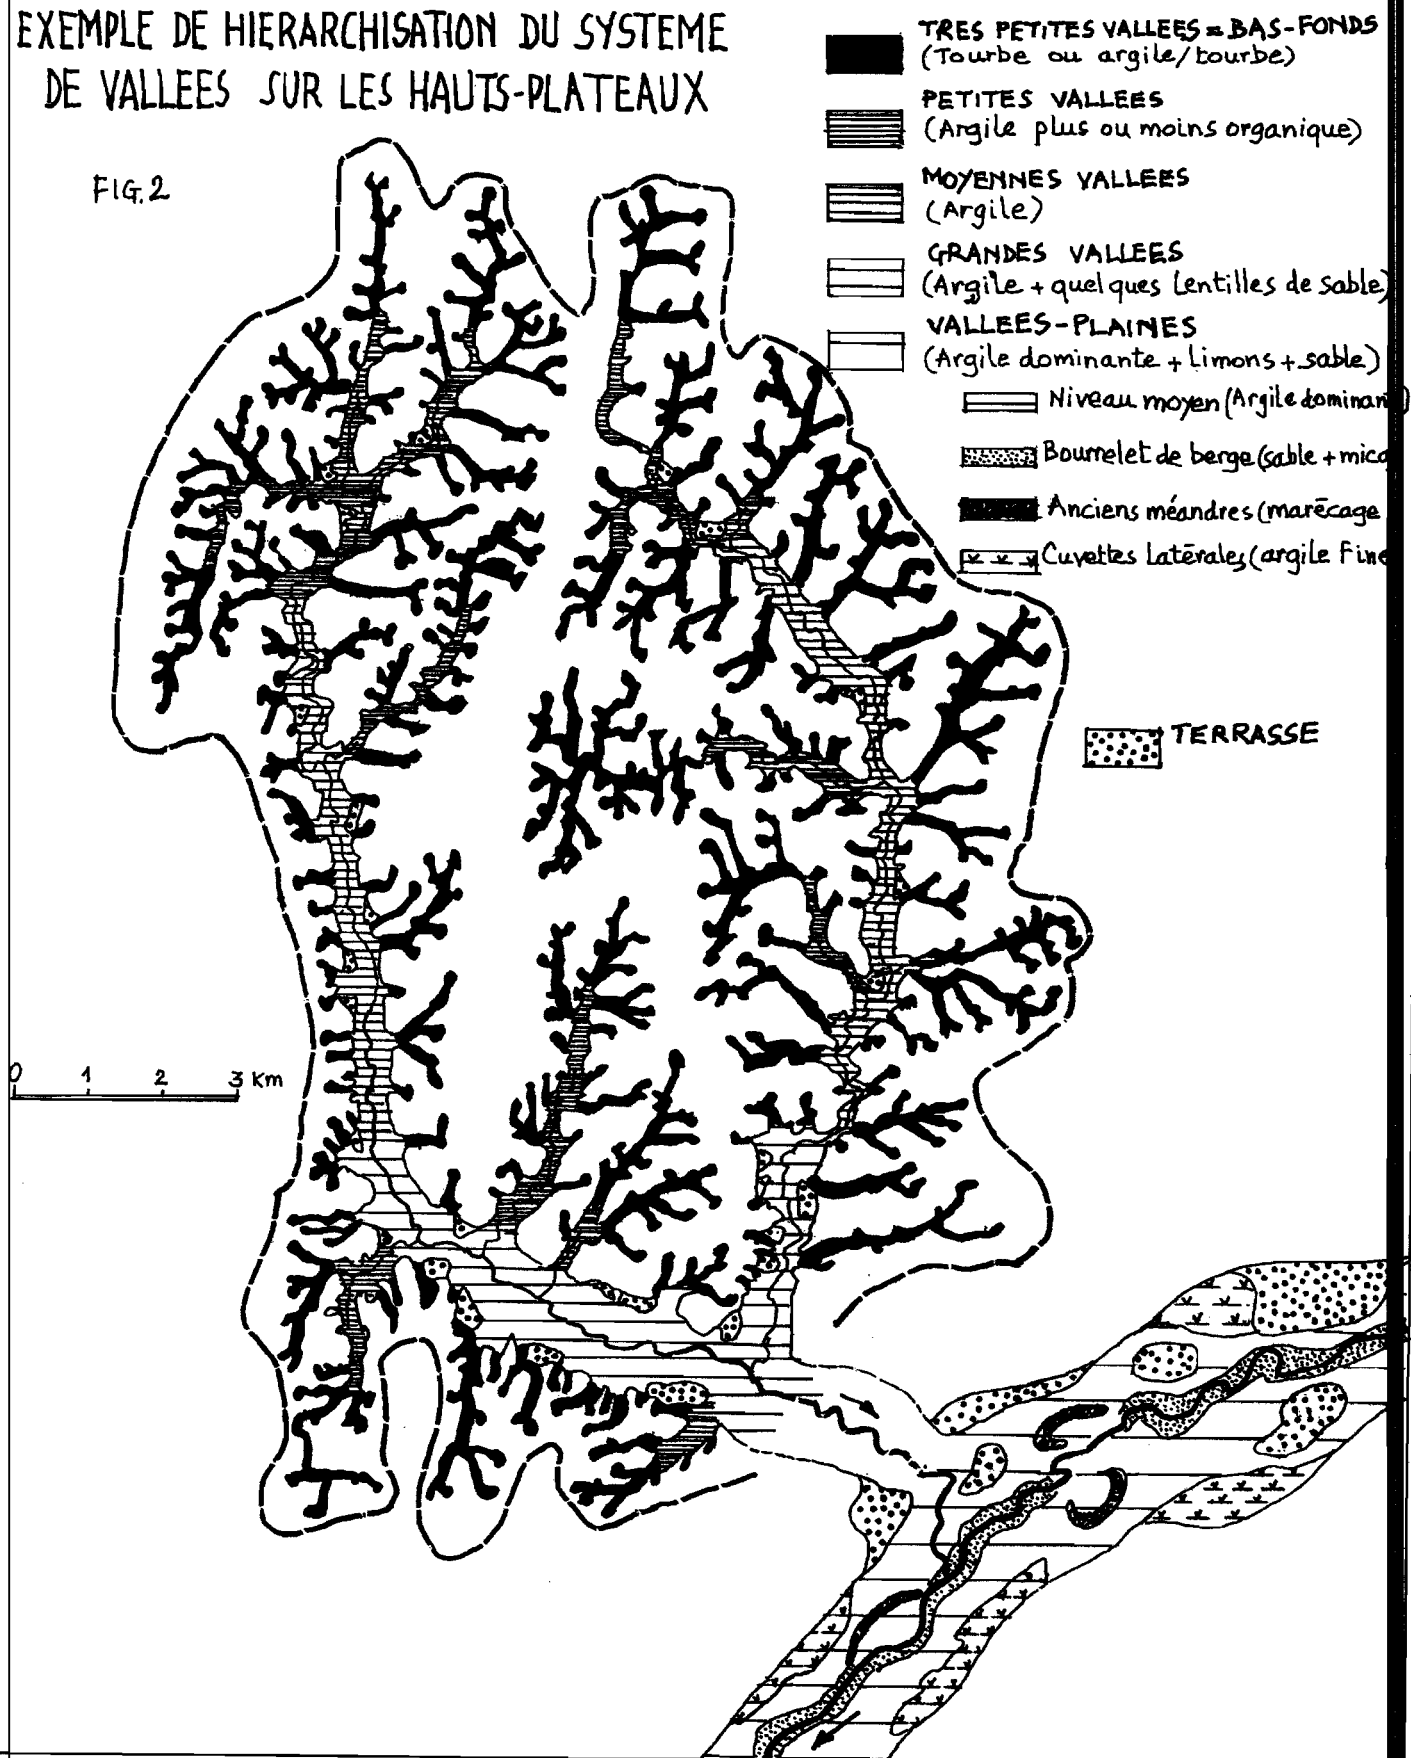 EXEMPLE DE HIERARCHISATION DU SYSTEME
DE VALLEES SUR LES HAUTS-PLATEAUX
FIG.2
TRES PETITES VALLEES = BAS-FONDS
(Tourbe ou argile/tourbe)
PETITES VALLEES
(Argile plus ou moins organique)
MOYENNES VALLEES
(Argile)
GRANDES VALLEES
(Argile + quelques lentilles de sable)
VALLEES-PLAINES
(Argile dominante + Limons + sable)
Niveau moyen (Argile dominan
Bourrelet de berge (sable + mica
Anciens méandres (marécage
Cuvettes latérales (argile Fine
TERRASSE
0 1 2 3 Km